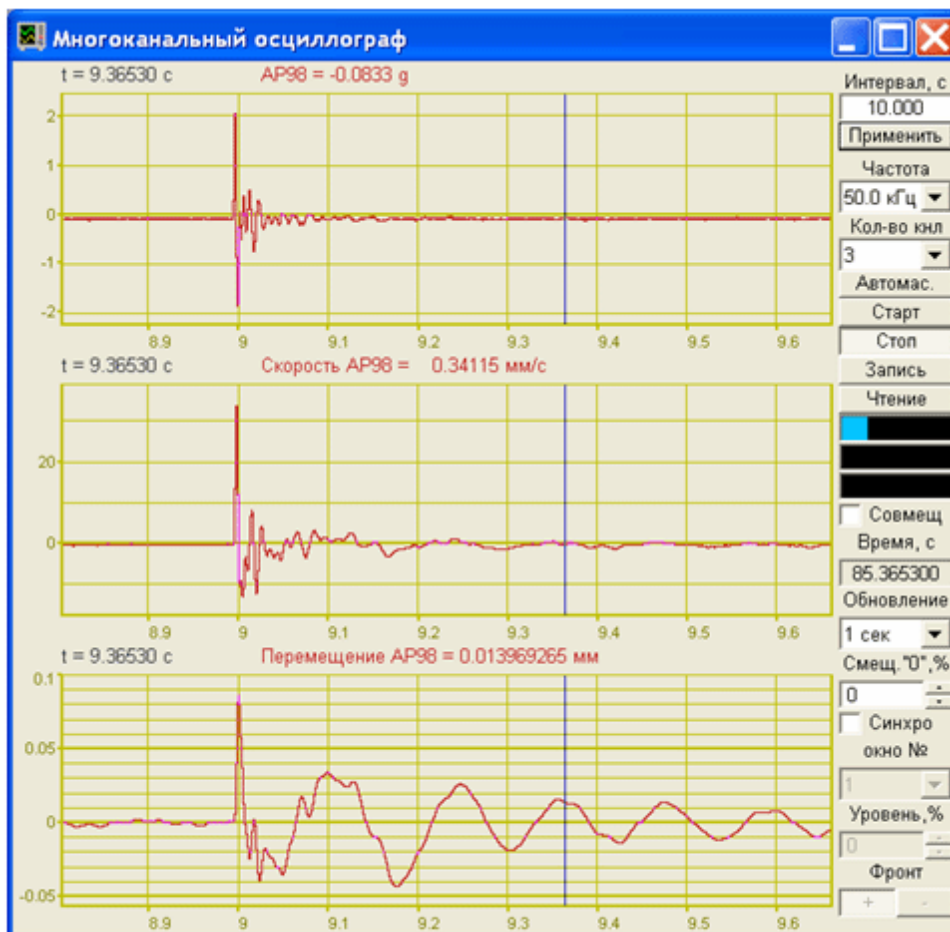 Многоканальный осциллограф
t = 9.36530 c AP98 = -0.0833 g
2
1
0
-1
-2
8.9 9 9.1 9.2 9.3 9.4 9.5 9.6
t = 9.36530 c Скорость AP98 = 0.34115 мм/с
20
0
8.9 9 9.1 9.2 9.3 9.4 9.5 9.6
t = 9.36530 c Перемещение AP98 = 0.013969265 мм
0.1
0.05
0
-0.05
8.9 9 9.1 9.2 9.3 9.4 9.5 9.6
Интервал, с
10.000
Применить
Частота
50.0 кГц
Кол-во кнл
3
Автомас.
Старт
Стоп
Запись
Чтение
Совмещ
Время, с
85.365300
Обновление
1 сек
Смещ."0",%
0
Синхро
окно №
1
Уровень,%
0
Фронт
+ -